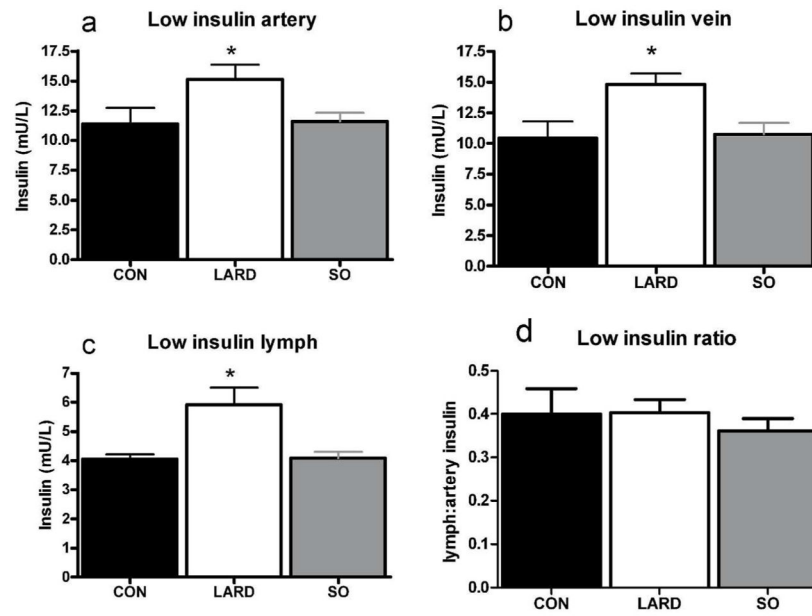 a
Low insulin artery
17.5
15.0
12.5
10.0
7.5
5.0
2.5
0.0
Insulin (mU/L)
*
CON LARD SO
b
Low insulin vein
17.5
15.0
12.5
10.0
7.5
5.0
2.5
0.0
Insulin (mU/L)
*
CON LARD SO
c
Low insulin lymph
7
6
5
4
3
2
1
0
Insulin (mU/L)
*
CON LARD SO
d
Low insulin ratio
0.5
0.4
0.3
0.2
0.1
0.0
lymph:artery insulin
CON LARD SO